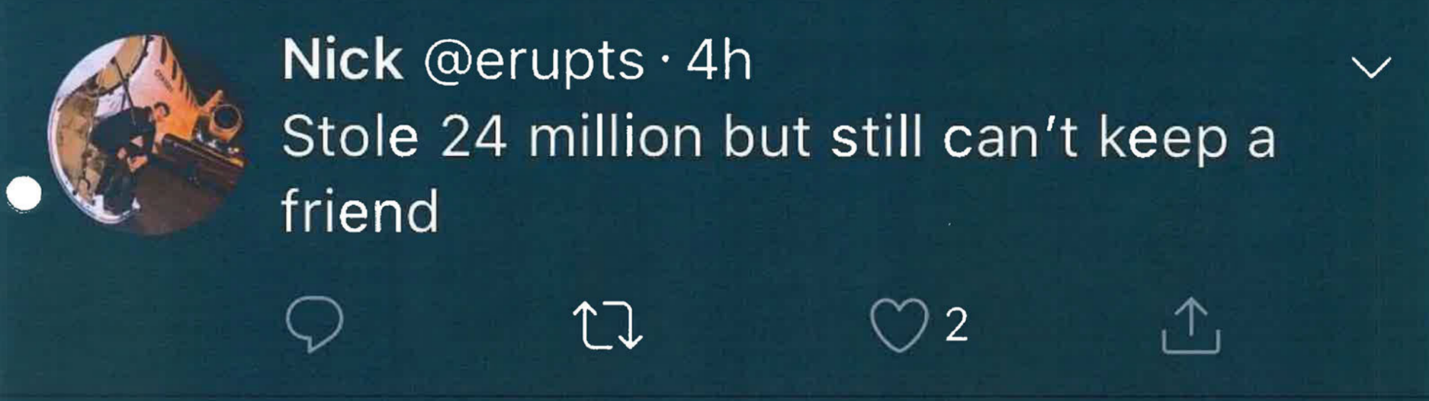 Nick @erupts · 4h
Stole 24 million but still can't keep a
friend
2